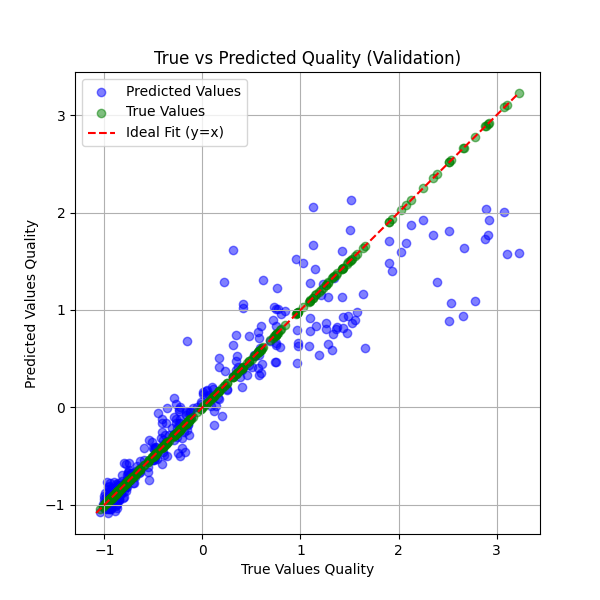 True vs Predicted Quality (Validation)
Predicted Values
True Values
Ideal Fit (y=x)
Predicted Values Quality
3
2
1
0
−1
−1 0 1 2 3
True Values Quality